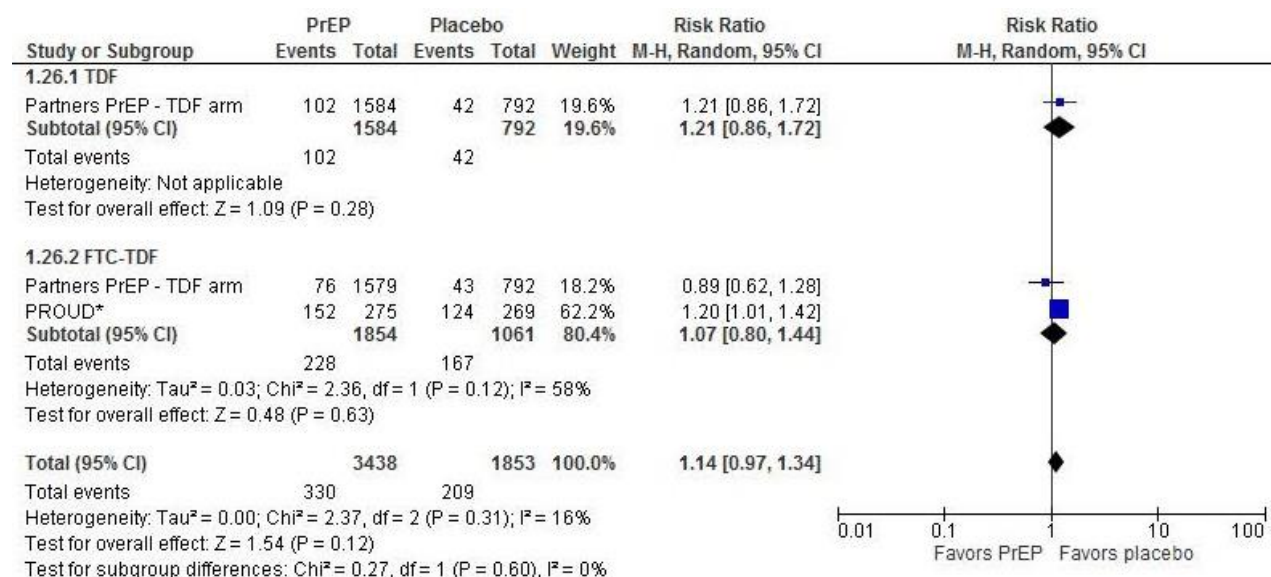 PrEP Placebo Risk Ratio Risk Ratio
Study or Subgroup Events Total Events Total Weight M-H, Random, 95% CI M-H, Random, 95% CI
1.26.1 TDF
Partners PrEP - TDF arm 102 1584 42 792 19.6% 1.21 [0.86, 1.72]
Subtotal (95% CI) 1584 792 19.6% 1.21 [0.86, 1.72]
Total events 102 42
Heterogeneity: Not applicable
Test for overall effect: Z = 1.09 (P = 0.28)
1.26.2 FTC-TDF
Partners PrEP - TDF arm 76 1579 43 792 18.2% 0.89 [0.62, 1.28]
PROUD* 152 275 124 269 62.2% 1.20 [1.01, 1.42]
Subtotal (95% CI) 1854 1061 80.4% 1.07 [0.80, 1.44]
Total events 228 167
Heterogeneity: Tau² = 0.03; Chi² = 2.36, df = 1 (P = 0.12); I² = 58%
Test for overall effect: Z = 0.48 (P = 0.63)
Total (95% CI) 3438 1853 100.0% 1.14 [0.97, 1.34]
Total events 330 209
Heterogeneity: Tau² = 0.00; Chi² = 2.37, df = 2 (P = 0.31); I² = 16%
Test for overall effect: Z = 1.54 (P = 0.12)
Test for subgroup differences: Chi² = 0.27, df = 1 (P = 0.60), I² = 0%
0.01 0.1 1 10 100
Favors PrEP Favors placebo